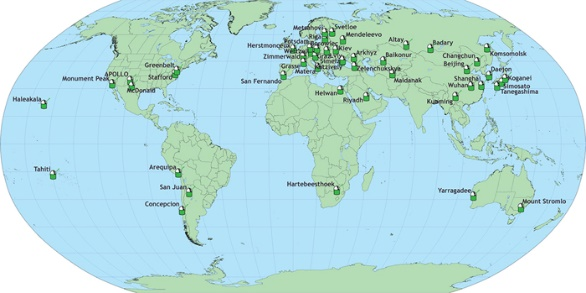 Metsahovi
Svetloe
Riga
Mendeleevo
Potsdam
Herstmonceux
Kiev
Zimmerwald
Grasse
Matera
San Fernando
Arkhyz
Zelenchukskya
Altay
Badary
Baikonur
Maidanak
Changchun
Beijing
Komsomolsk
Daejon
Koganei
Simosato
Tanegashima
Shanghai
Wuhan
Kunming
Helwan
Riyadh
Greenbelt
Stafford
APOLLO
Monument Peak
McDonald
Haleakala
Tahiti
Arequipa
San Juan
Concepcion
Hartebeesthoek
Yarragadee
Mount Stromlo